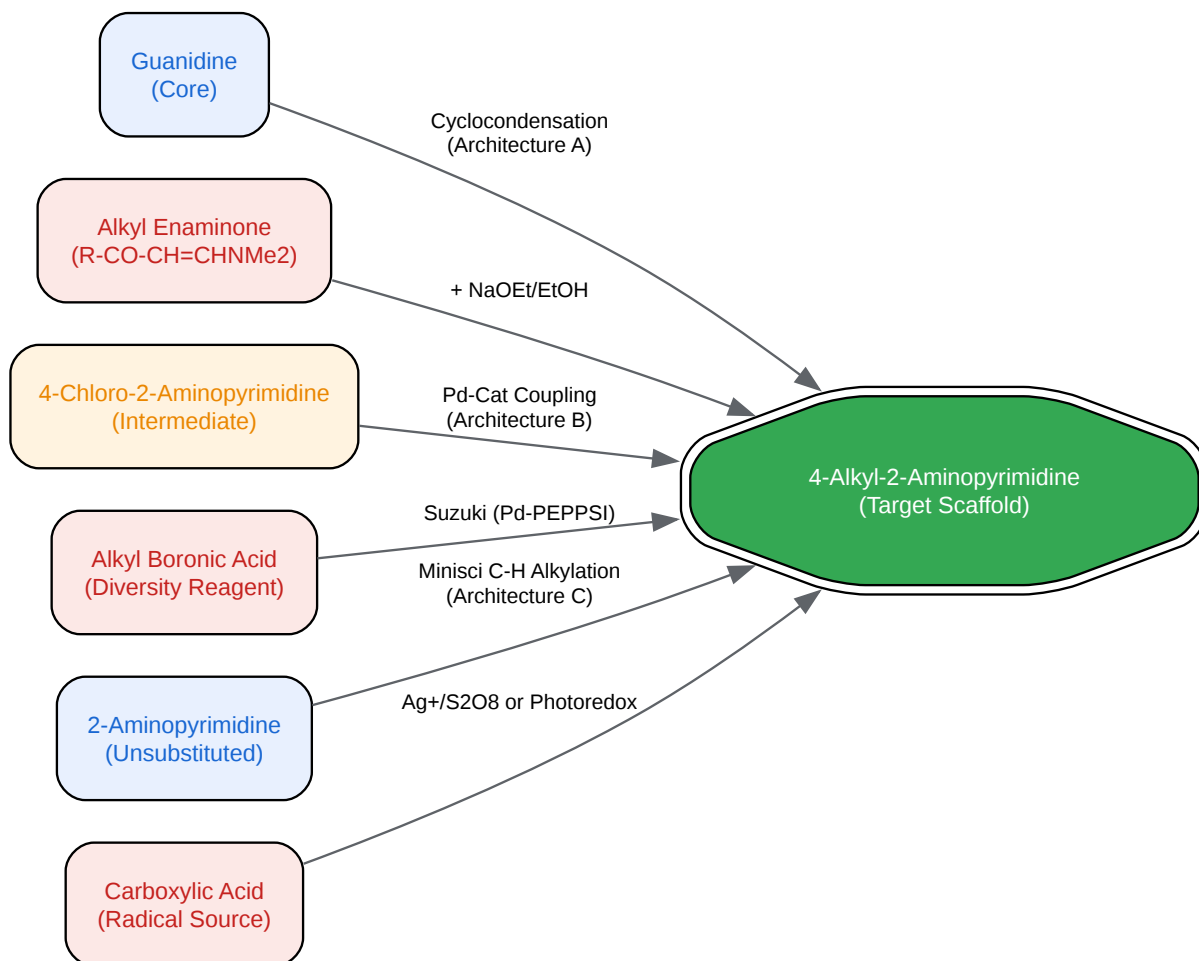 Guanidine
(Core)
Cyclocondensation
(Architecture A)
Alkyl Enaminone
(R-CO-CH=CHNMe2)
+ NaOEt/EtOH
4-Chloro-2-Aminopyrimidine
(Intermediate)
Pd-Cat Coupling
(Architecture B)
4-Alkyl-2-Aminopyrimidine
(Target Scaffold)
Alkyl Boronic Acid
(Diversity Reagent)
Suzuki (Pd-PEPPSI)
Minisci C-H Alkylation
(Architecture C)
2-Aminopyrimidine
(Unsubstituted)
Ag+/S2O8 or Photoredox
Carboxylic Acid
(Radical Source)